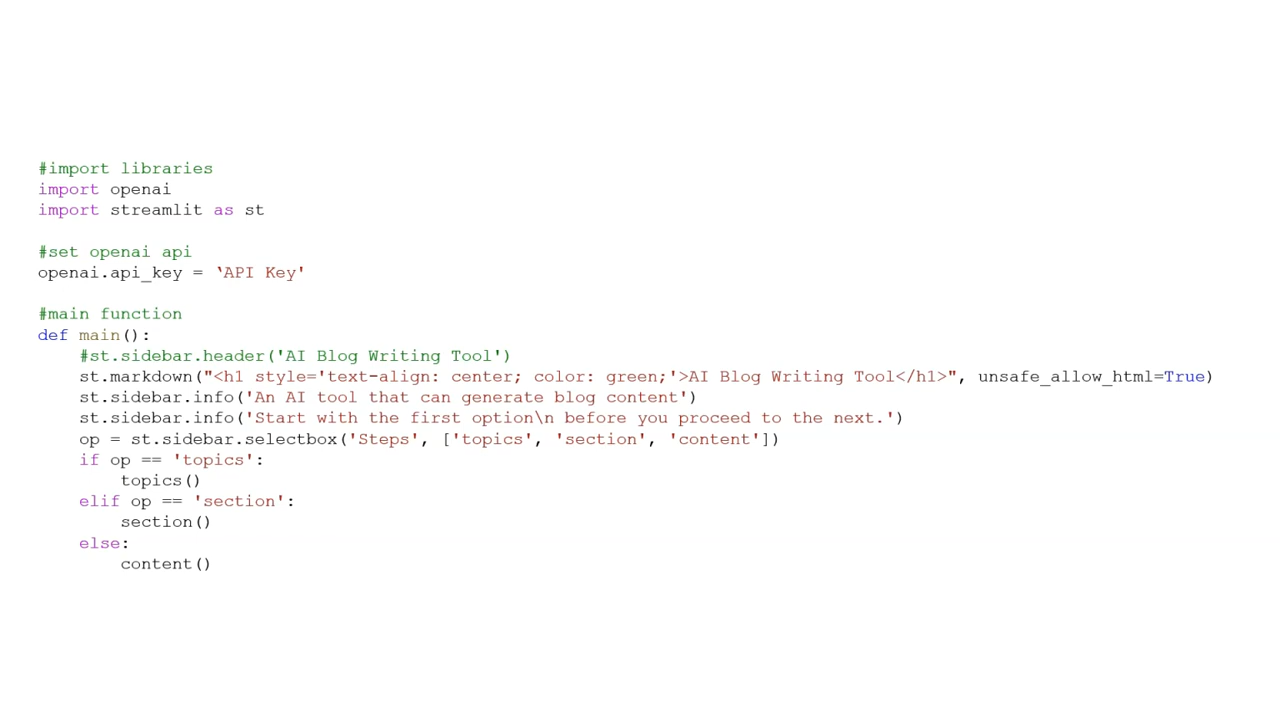 #import libraries
import openai
import streamlit as st
#set openai api
openai.api_key = ‘API Key'
#main function
def main():
    #st.sidebar.header('AI Blog Writing Tool')
    st.markdown("<h1 style='text-align: center; color: green;'>AI Blog Writing Tool</h1>", unsafe_allow_html=True)
    st.sidebar.info('An AI tool that can generate blog content')
    st.sidebar.info('Start with the first option\n before you proceed to the next.')
    op = st.sidebar.selectbox('Steps', ['topics', 'section', 'content'])
    if op == 'topics':
        topics()
    elif op == 'section':
        section()
    else:
        content()